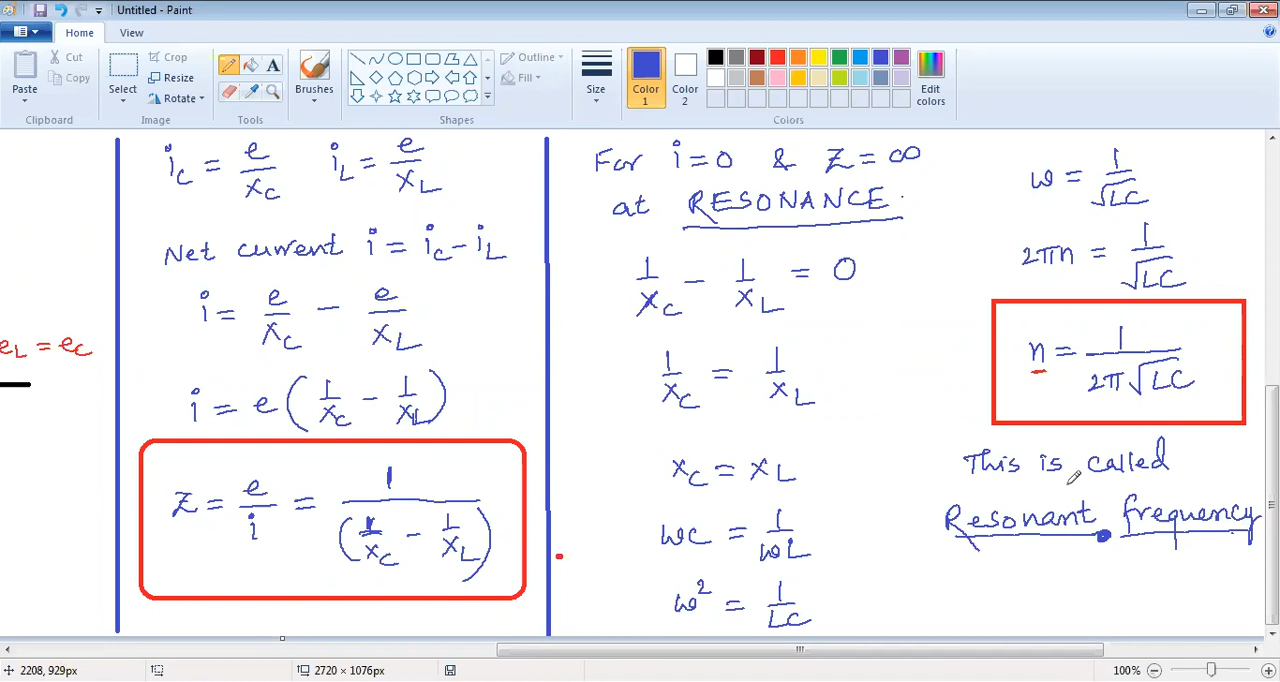 Untitled - Paint
Home View
Paste
Cut
Copy
Clipboard
Select
Crop
Resize
Rotate
Image
A
Tools
Brushes
Shapes
Outline
Fill
Size
Color 1
Color 2
Edit colors
Colors
e_L = e_C
i_C = e/X_C i_L = e/X_L
Net current i = i_C - i_L
i = e/X_C - e/X_L
i = e (1/X_C - 1/X_L)
Z = e/i = 1/(1/X_C - 1/X_L)
For i=0 & Z=∞
at RESONANCE.
1/X_C - 1/X_L = 0
1/X_C = 1/X_L
X_C = X_L
ωC = 1/ωL
ω² = 1/LC
ω = 1/√LC
2πn = 1/√LC
n = 1/2π√LC
This is called
Resonant frequency
2208, 929px
2720 × 1076px
100%